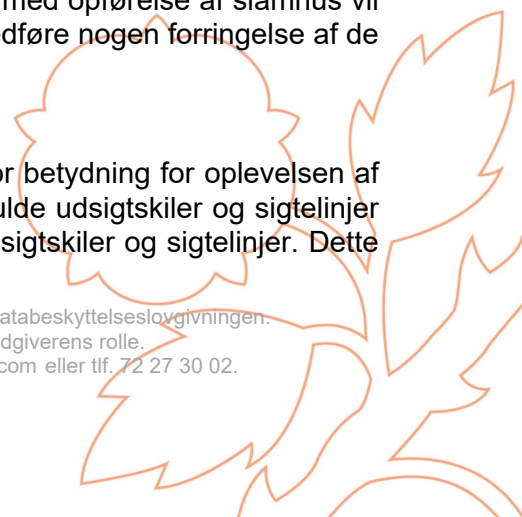 med opførelse af slamhus vil
edføre nogen forringelse af de
or betydning for oplevelsen af
ulde udsigtskiler og sigtelinjer
sigtskiler og sigtelinjer. Dette
atabeskyttelseslovgivningen.
dgiverens rolle.
com eller tlf. 72 27 30 02.